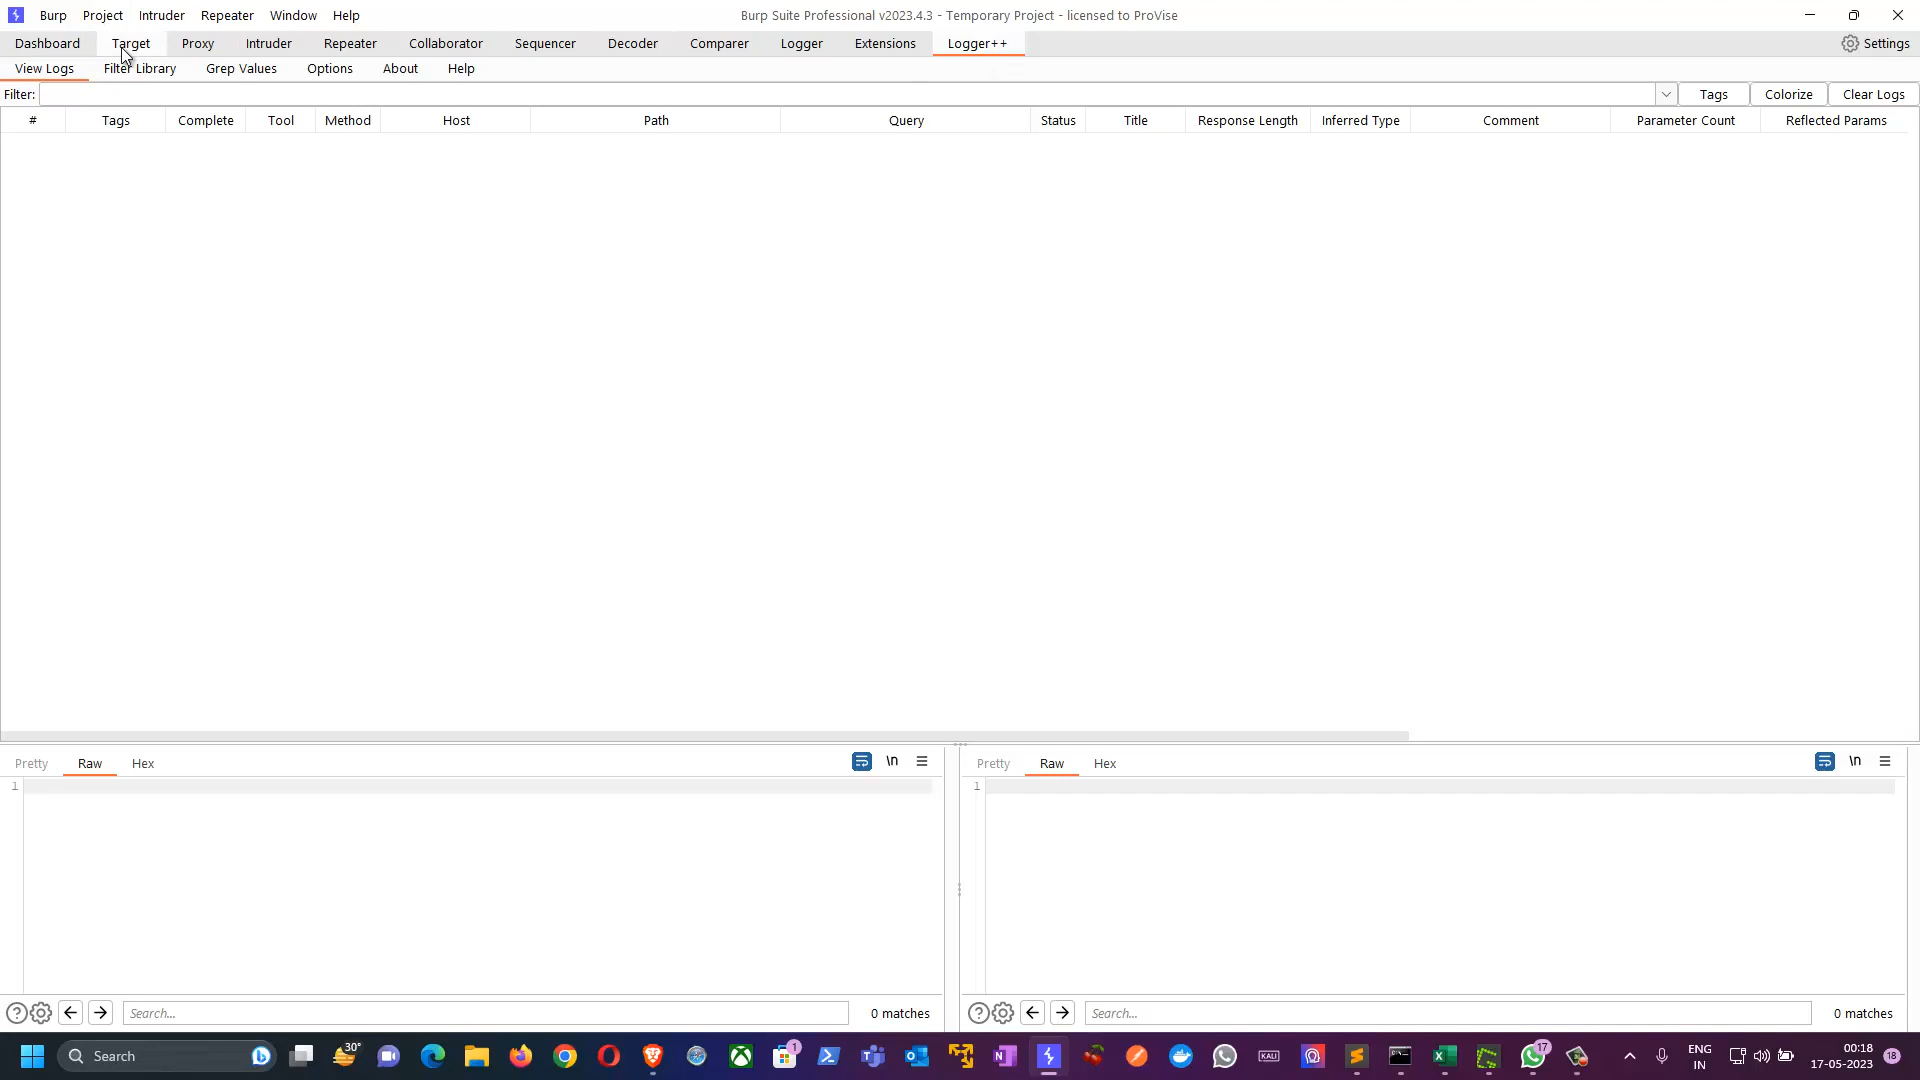 Burp Project Intruder Repeater Window Help Burp Suite Professional v2023.4.3 - Temporary Project - licensed to ProVise
Dashboard Target Proxy Intruder Repeater Collaborator Sequencer Decoder Comparer Logger Extensions Logger++ Settings
View Logs Filter Library Grep Values Options About Help
Filter: Tags Colorize Clear Logs
# Tags Complete Tool Method Host Path Query Status Title Response Length Inferred Type Comment Parameter Count Reflected Params
Pretty Raw Hex \n Pretty Raw Hex \n
1 1
Search... 0 matches Search... 0 matches
Search 30° 1 KALI 17 ENG 00:18 18
IN 17-05-2023